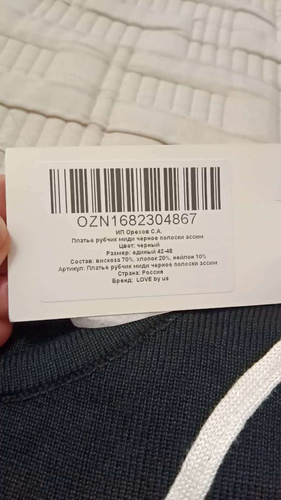 OZN1682304867
ИП Орехов С.А.
Платье рубчик миди черное полоски ассим
Цвет: черный
Размер: единый 42-48
Состав: вискоза 70%, хлопок 20%, нейлон 10%
Артикул: Платье рубчик миди черное полоски ассим
Страна: Россия
Бренд: LOVE by us